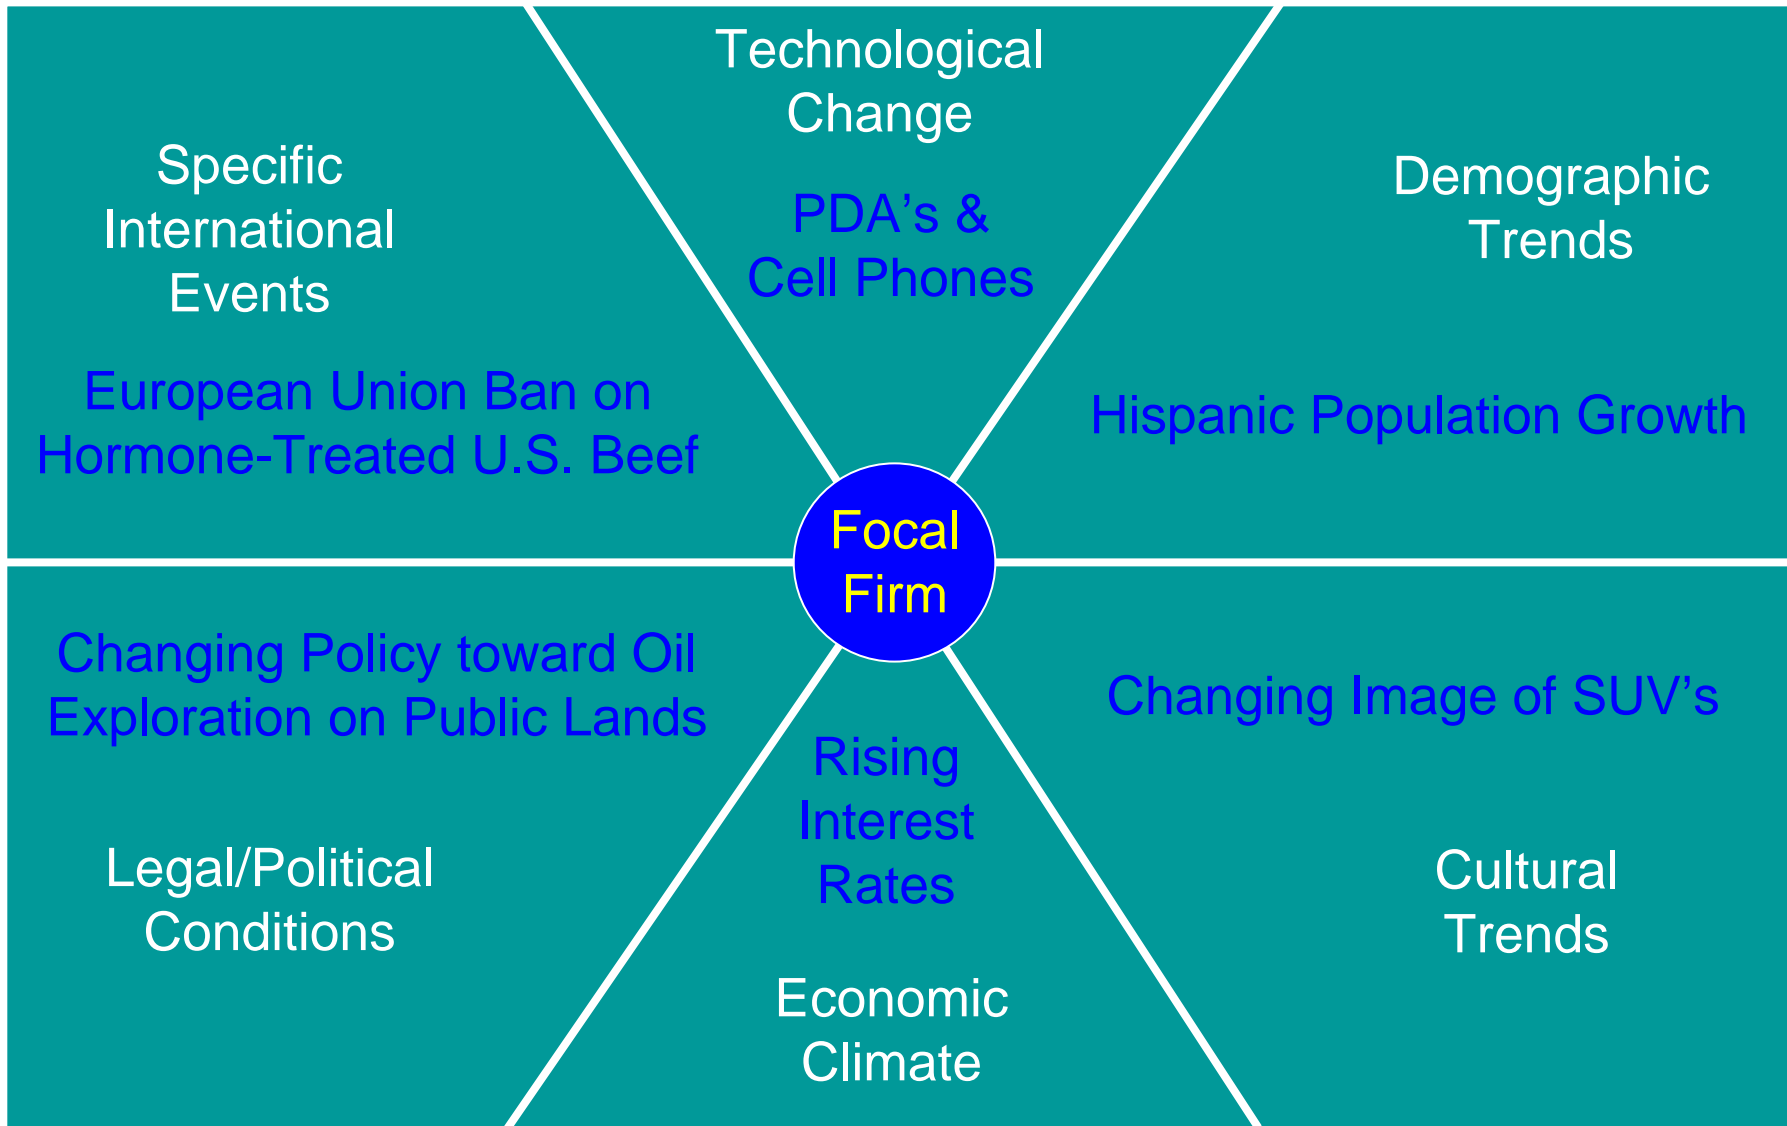 Technological
Change
PDA’s &
Cell Phones
Specific
International
Events
European Union Ban on
Hormone-Treated U.S. Beef
Demographic
Trends
Hispanic Population Growth
Focal
Firm
Changing Policy toward Oil
Exploration on Public Lands
Legal/Political
Conditions
Rising
Interest
Rates
Economic
Climate
Changing Image of SUV’s
Cultural
Trends